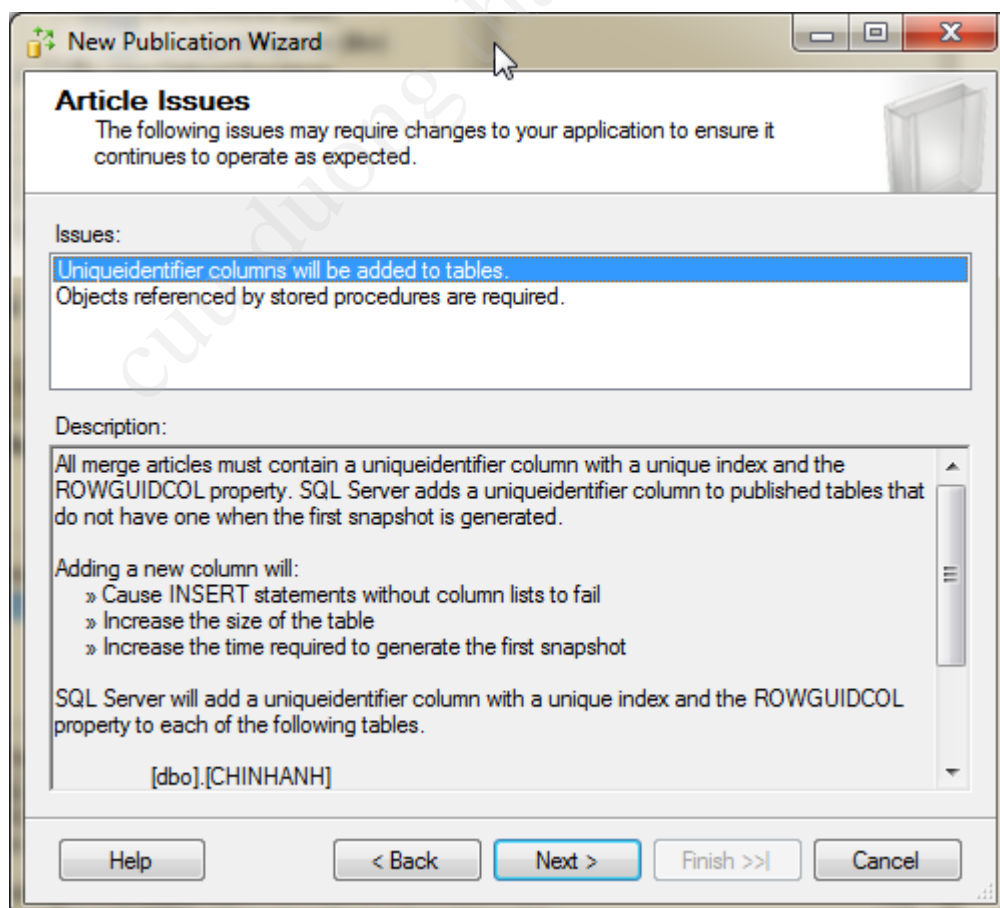 New Publication Wizard
Article Issues
The following issues may require changes to your application to ensure it
continues to operate as expected.
Issues:
Uniqueidentifier columns will be added to tables.
Objects referenced by stored procedures are required.
Description:
All merge articles must contain a uniqueidentifier column with a unique index and the
ROWGUIDCOL property. SQL Server adds a uniqueidentifier column to published tables that
do not have one when the first snapshot is generated.
Adding a new column will:
» Cause INSERT statements without column lists to fail
» Increase the size of the table
» Increase the time required to generate the first snapshot
SQL Server will add a uniqueidentifier column with a unique index and the ROWGUIDCOL
property to each of the following tables.
[dbo].[CHINHANH]
Help
< Back
Next >
Finish >>|
Cancel